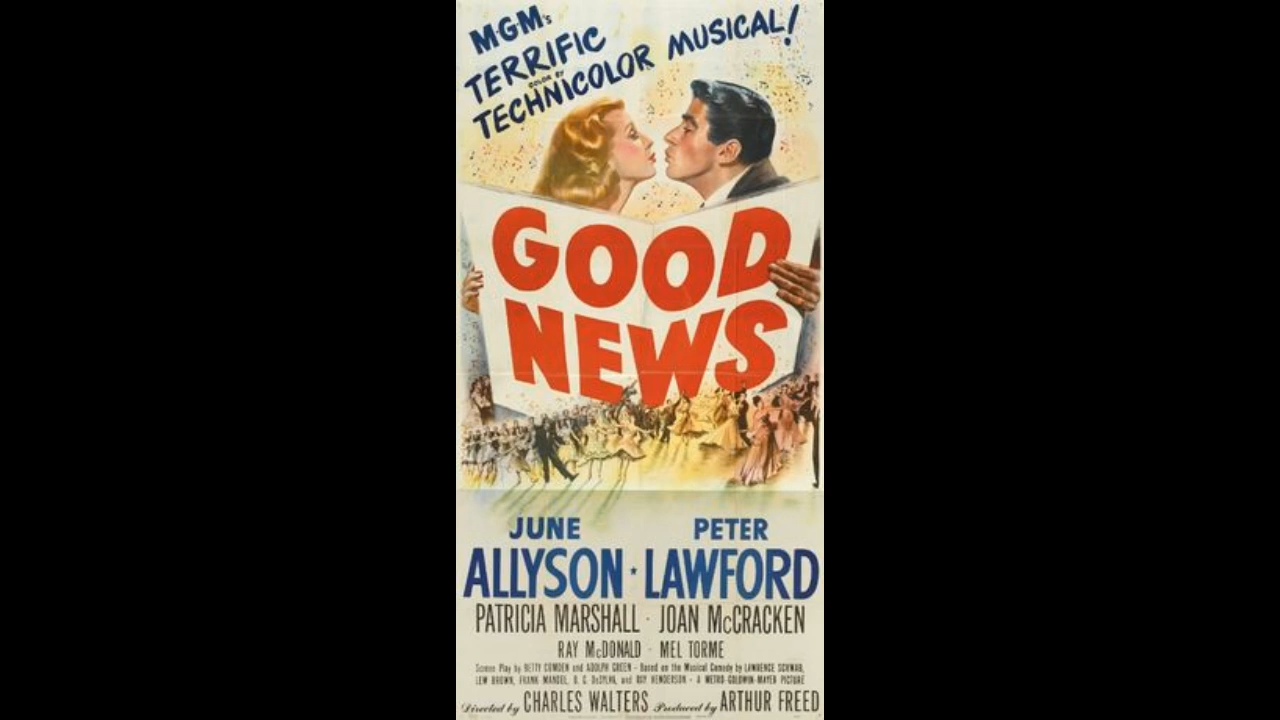 M-G-M's
TERRIFIC
COLOR BY
TECHNICOLOR MUSICAL!
GOOD
NEWS
JUNE PETER
ALLYSON ★ LAWFORD
PATRICIA MARSHALL · JOAN McCRACKEN
RAY McDONALD · MEL TORME
Screen Play by BETTY COMDEN and ADOLPH GREEN - Based on the Musical Comedy by LAWRENCE SCHWAB,
LEW BROWN, FRANK MANDEL, B. G. DeSYLVA, and RAY HENDERSON - A METRO-GOLDWYN-MAYER PICTURE
Directed by CHARLES WALTERS Produced by ARTHUR FREED